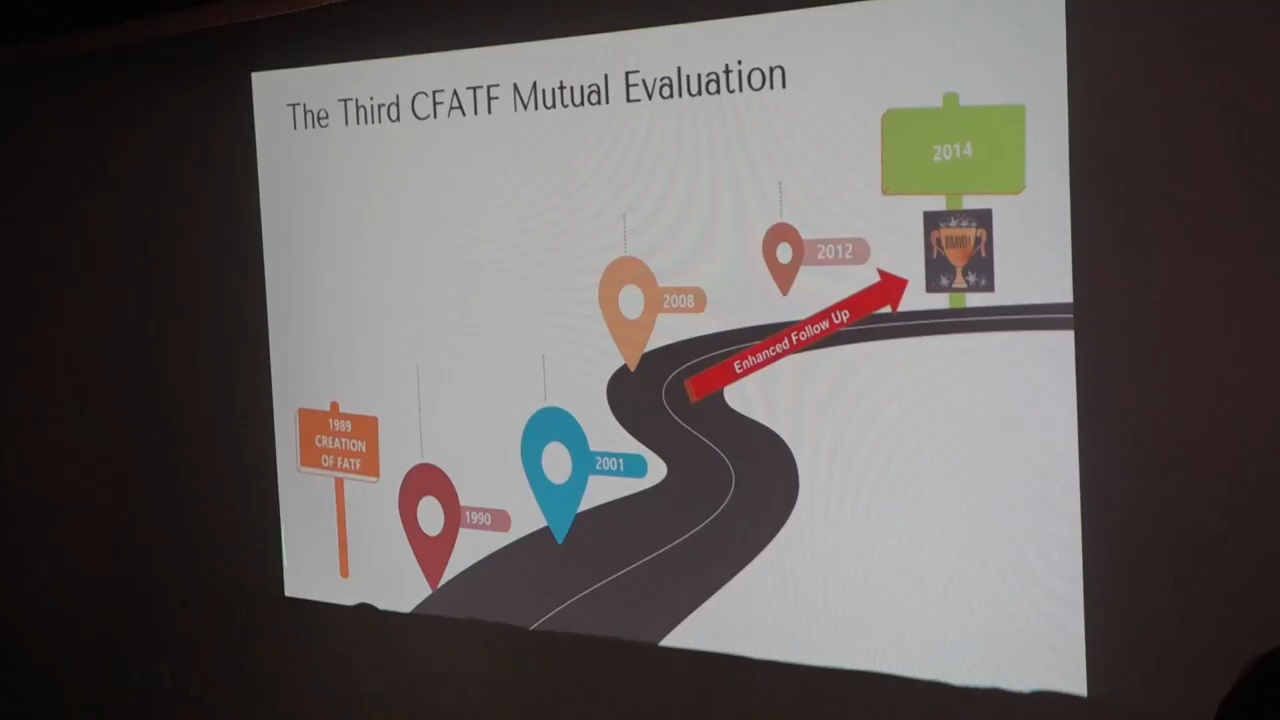 The Third CFATF Mutual Evaluation
2014
BRAVO!
2012
2008
Enhanced Follow Up
1989
CREATION
OF FATF
2001
1990